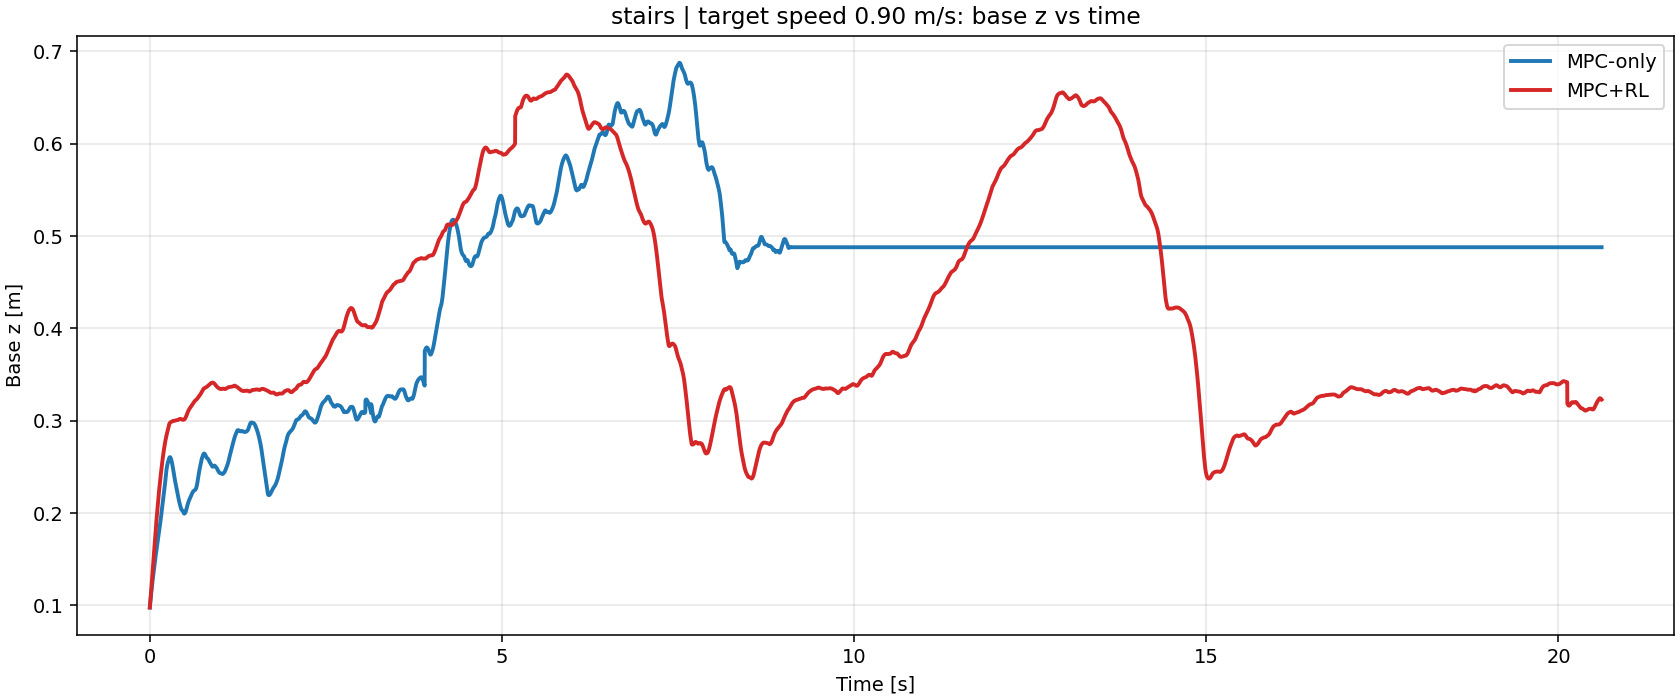 stairs | target speed 0.90 m/s: base z vs time
MPC-only
MPC+RL
Base z [m]
0.7
0.6
0.5
0.4
0.3
0.2
0.1
0
5
10
15
20
Time [s]